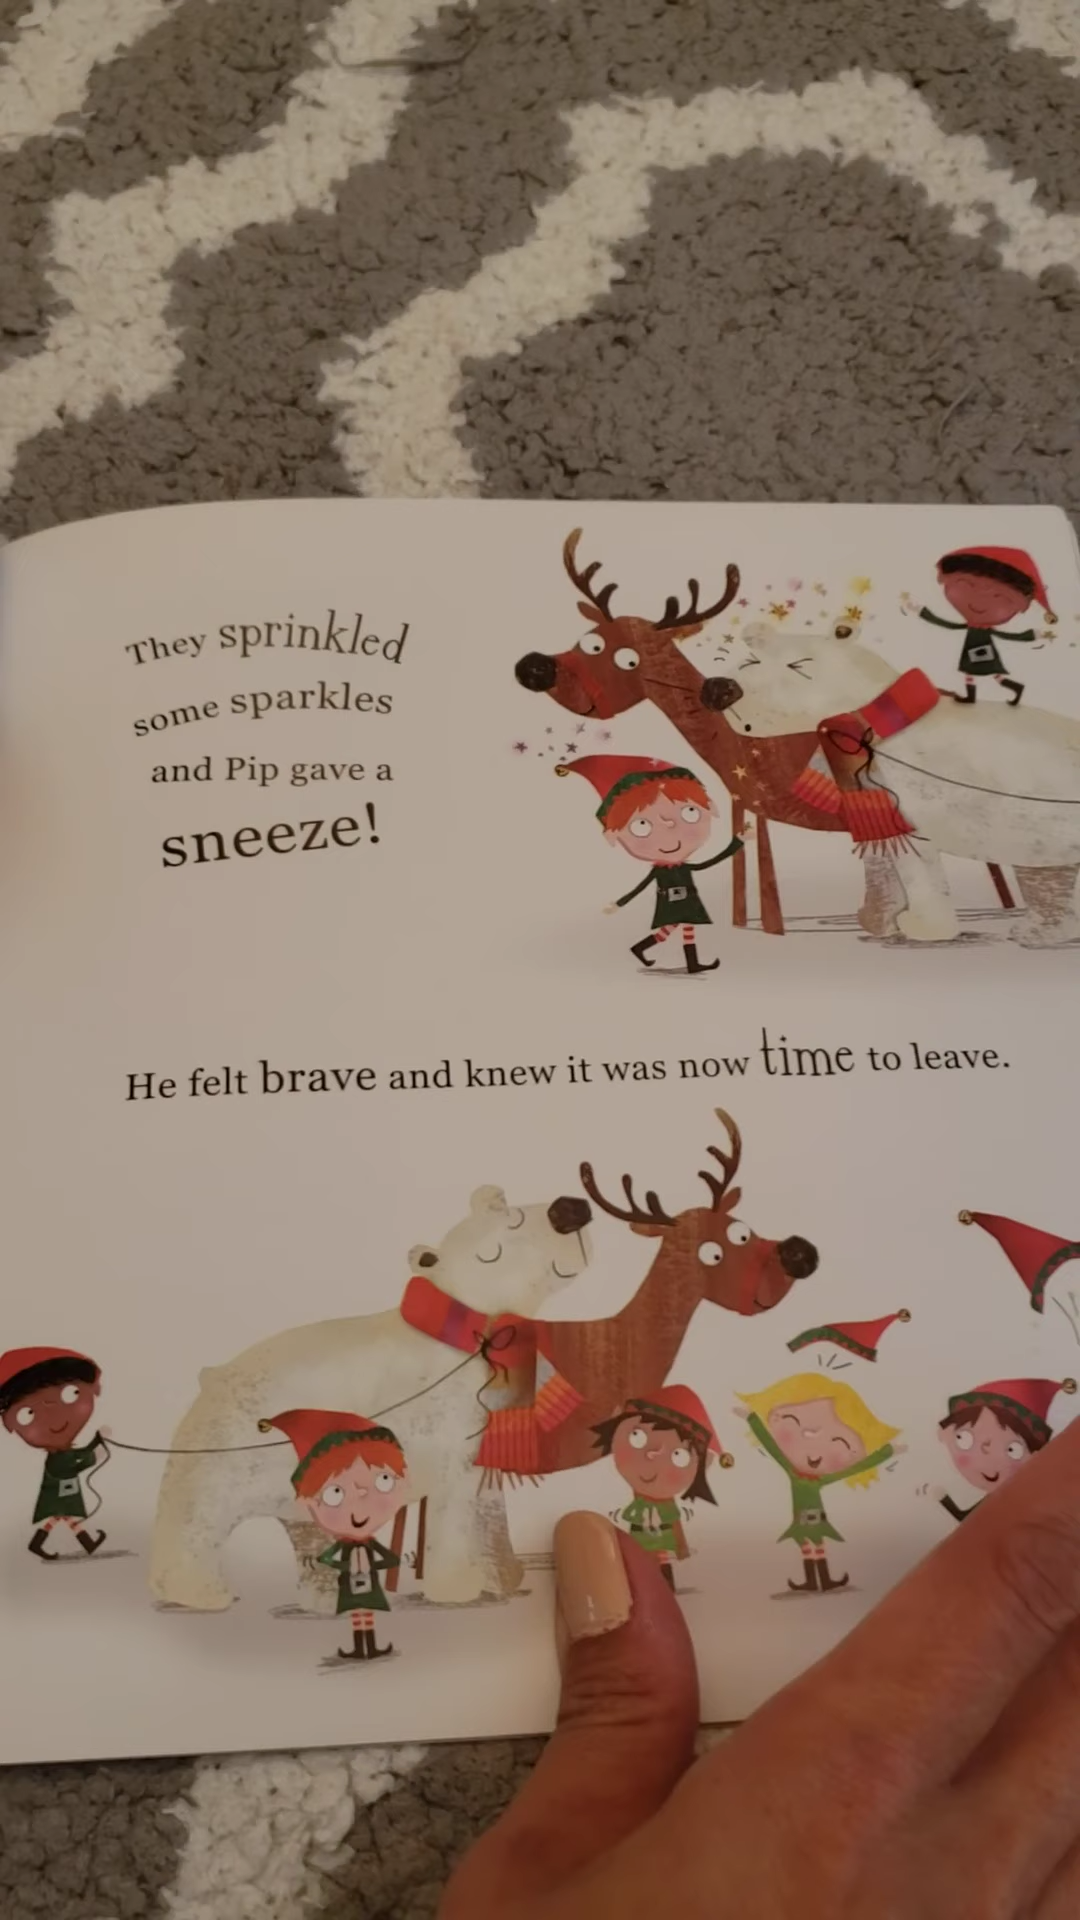 They sprinkled
some sparkles
and Pip gave a
sneeze!
He felt brave and knew it was now time to leave.